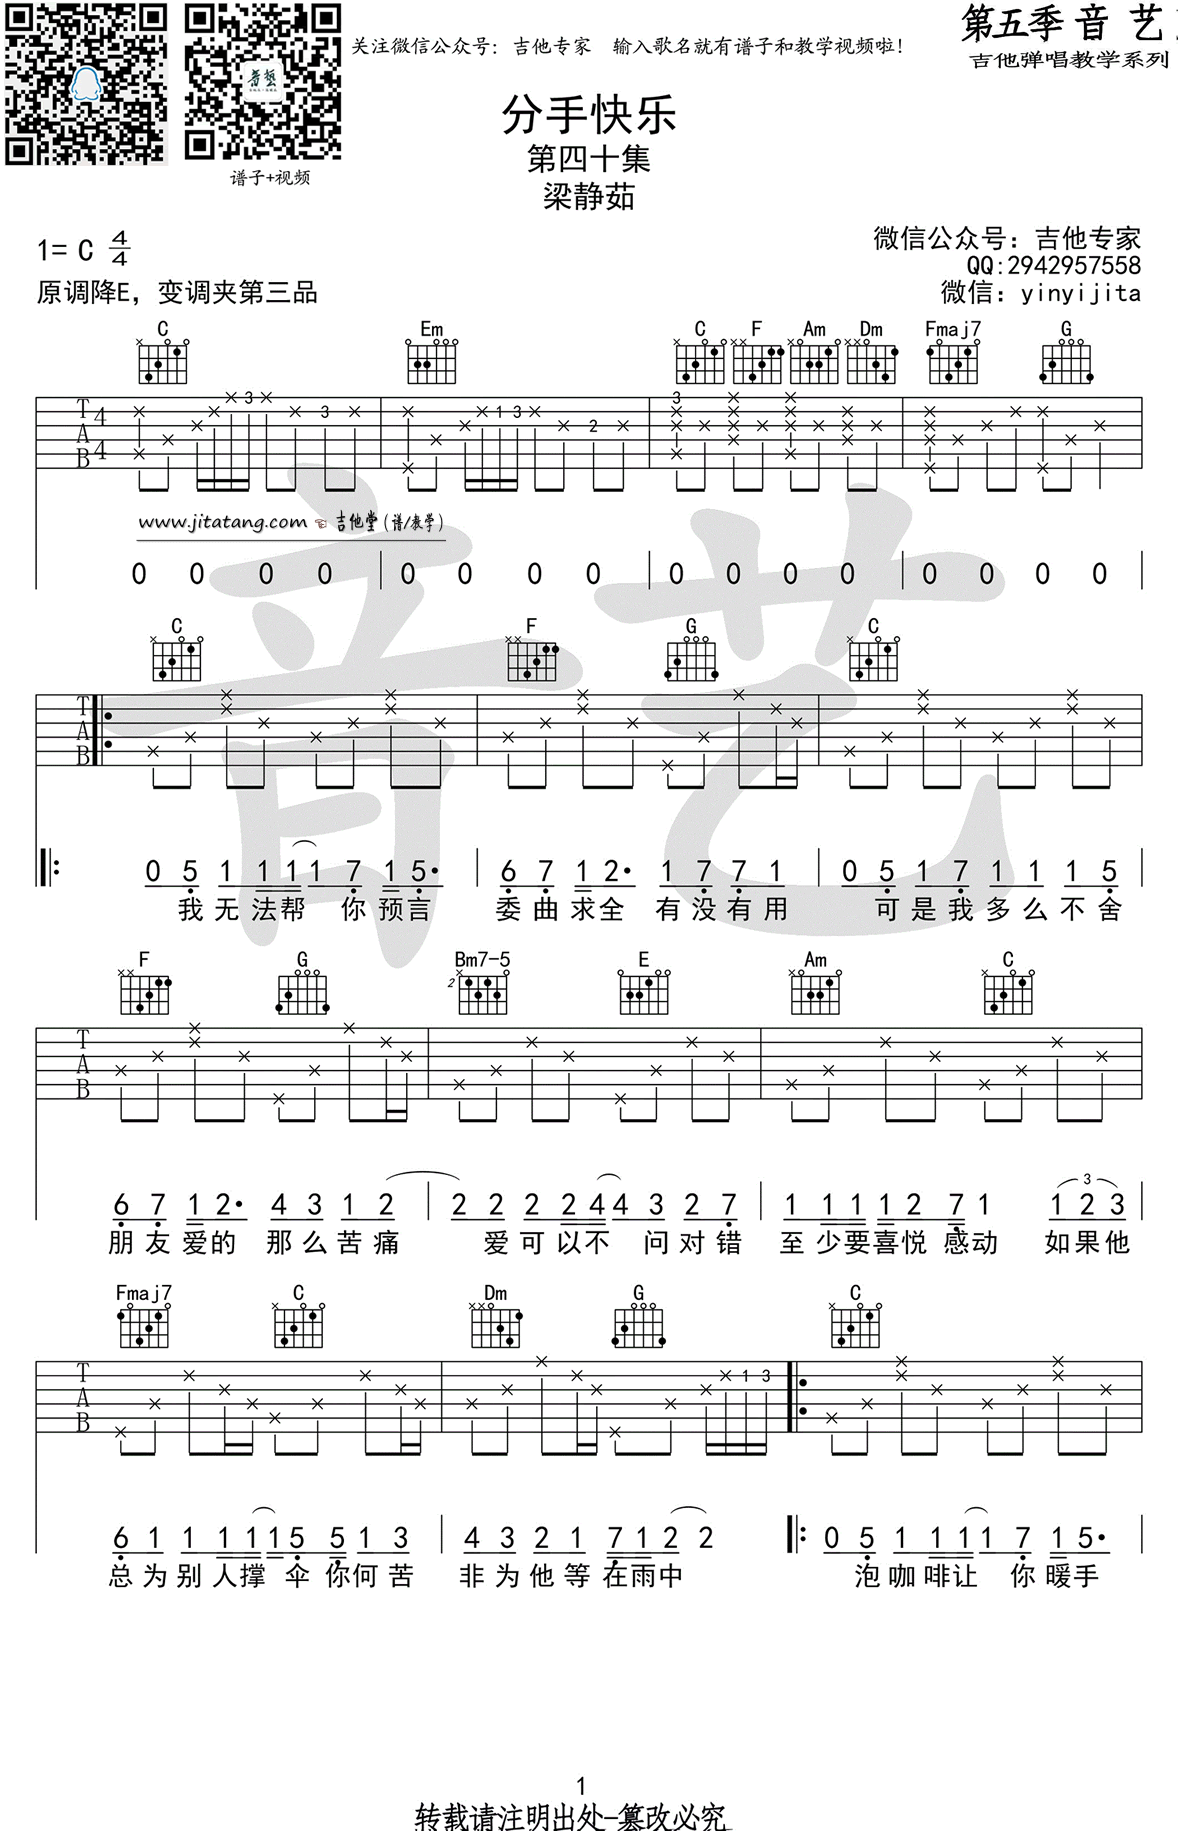 关注微信公众号：吉他专家　输入歌名就有谱子和教学视频啦！
第五季 音 艺
吉他弹唱教学系列
谱子+视频
分手快乐
第四十集
梁静茹
1= C 4/4
原调降E，变调夹第三品
微信公众号：吉他专家
QQ:2942957558
微信：yinyijita
C Em C F Am Dm Fmaj7 G
T A B 4 4 3 3 1 3 2 3
www.jitatang.com 吉他堂（谱/教学）
0 0 0 0 0 0 0 0 0 0 0 0 0 0 0 0
C F G C
T A B
0 5 1 1 1 1 7 1 5· 6 7 1 2· 1 7 7 1 0 5 1 7 1 1 1 5
我 无 法 帮 你 预 言 委 曲 求 全 有 没 有 用 可 是 我 多 么 不 舍
F G Bm7-5 E Am C
2
T A B
6 7 1 2· 4 3 1 2 2 2 2 2 4 4 3 2 7 1 1 1 1 2 7 1 3 1 2 3
朋 友 爱 的 那 么 苦 痛 爱 可 以 不 问 对 错 至 少 要 喜 悦 感 动 如 果 他
Fmaj7 C Dm G C
T A B 1 3
6 1 1 1 1 1 5 5 1 3 4 3 2 1 7 1 2 2 0 5 1 1 1 1 7 1 5·
总 为 别 人 撑 伞 你 何 苦 非 为 他 等 在 雨 中 泡 咖 啡 让 你 暖 手
音艺
1
转载请注明出处-篡改必究